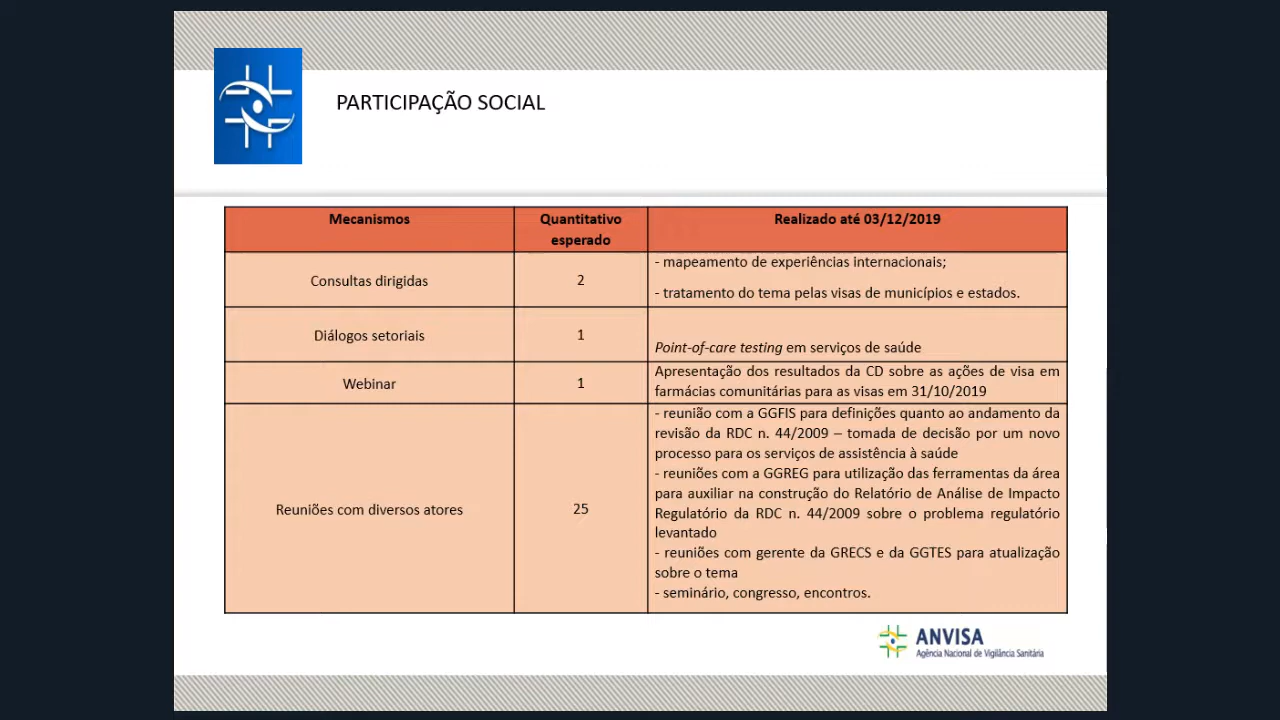 PARTICIPAÇÃO SOCIAL
Mecanismos
Quantitativo
esperado
Realizado até 03/12/2019
Consultas dirigidas
2
- mapeamento de experiências internacionais;
- tratamento do tema pelas visas de municípios e estados.
Diálogos setoriais
1
Point-of-care testing em serviços de saúde
Webinar
1
Apresentação dos resultados da CD sobre as ações de visa em
farmácias comunitárias para as visas em 31/10/2019
Reuniões com diversos atores
25
- reunião com a GGFIS para definições quanto ao andamento da
revisão da RDC n. 44/2009 – tomada de decisão por um novo
processo para os serviços de assistência à saúde
- reuniões com a GGREG para utilização das ferramentas da área
para auxiliar na construção do Relatório de Análise de Impacto
Regulatório da RDC n. 44/2009 sobre o problema regulatório
levantado
- reuniões com gerente da GRECS e da GGTES para atualização
sobre o tema
- seminário, congresso, encontros.
ANVISA
Agência Nacional de Vigilância Sanitária